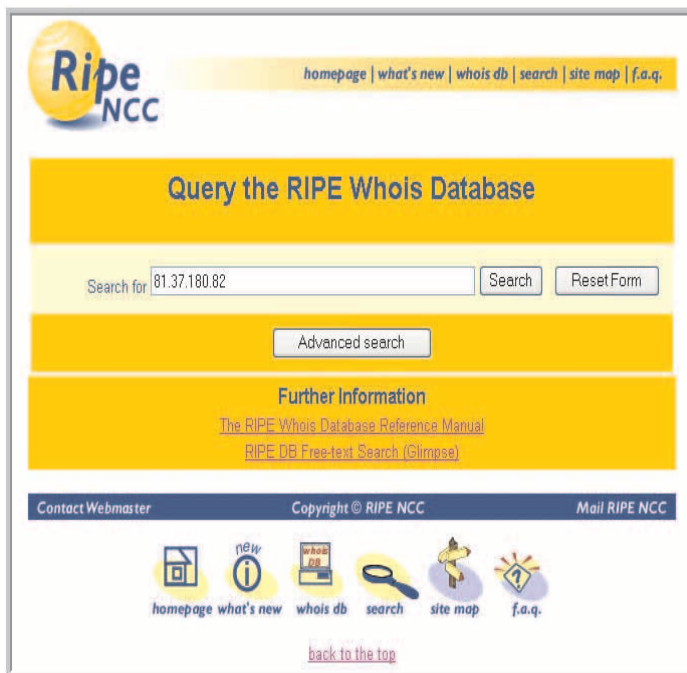 Ripe
NCC
homepage | what's new | whois db | search | site map | f.a.q.
Query the RIPE Whois Database
Search for 81.37.180.82 Search Reset Form
Advanced search
Further Information
The RIPE Whois Database Reference Manual
RIPE DB Free-text Search (Glimpse)
Contact Webmaster Copyright © RIPE NCC Mail RIPE NCC
new
whois
DB
homepage what's new whois db search site map f.a.q.
back to the top